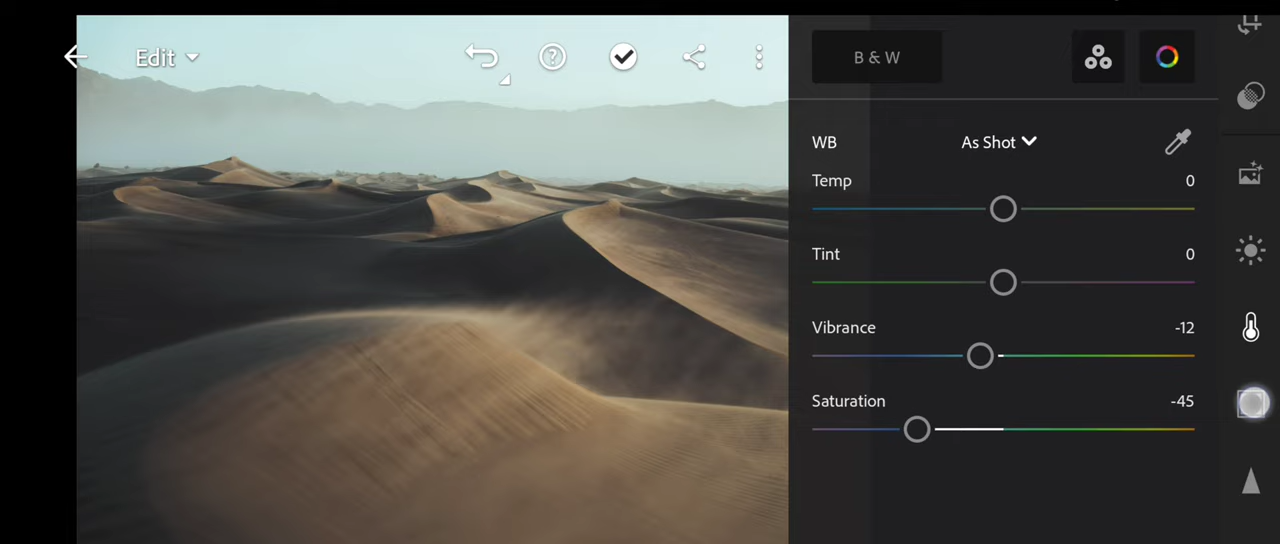 Edit
B & W
WB As Shot
Temp 0
Tint 0
Vibrance -12
Saturation -45